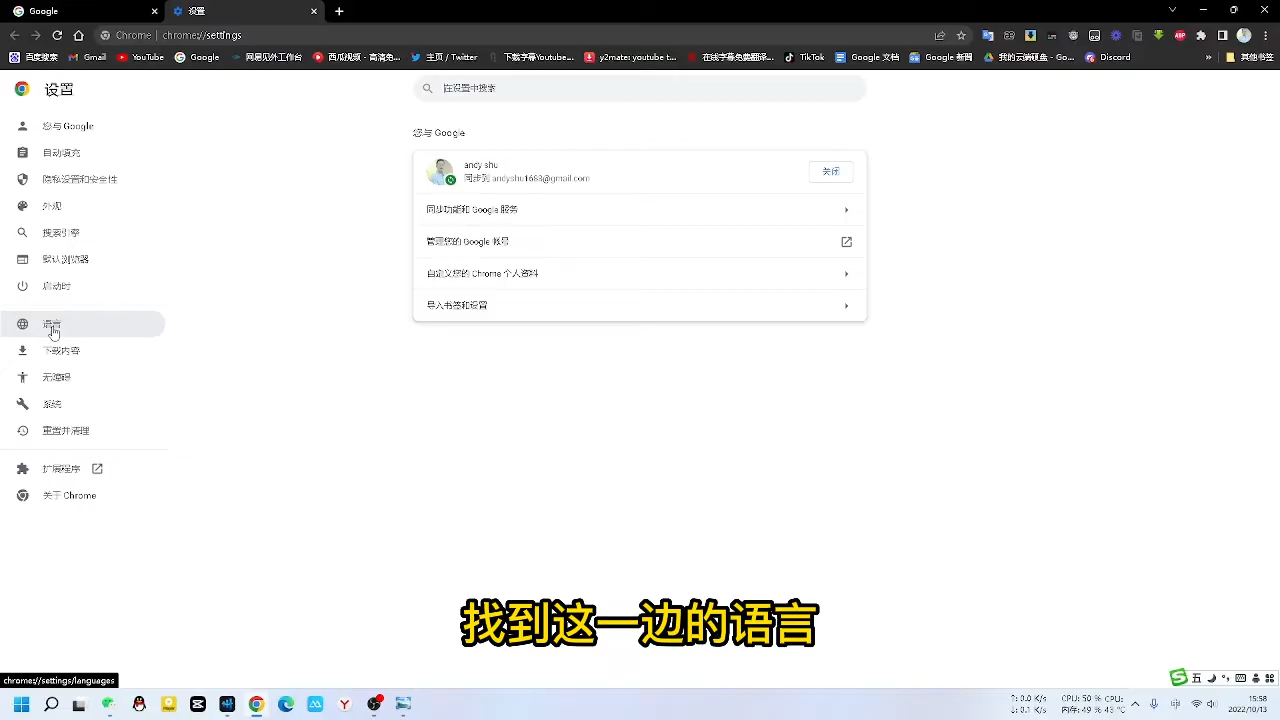 Google
设置
Chrome | chrome://settings
百度搜索
Gmail
YouTube
Google
网易见外工作台
西瓜视频 - 高清免...
主页 / Twitter
下载字幕Youtube...
y2mate: youtube t...
在线字幕免费翻译...
TikTok
Google 文档
Google 新闻
Discord
»
其他书签
设置
在设置中搜索
您与 Google
自动填充
隐私设置和安全性
外观
搜索引擎
默认浏览器
启动时
语言
下载内容
无障碍
系统
重置并清理
扩展程序
关于 Chrome
您与 Google
andy shu
同步到 andyshu1688@gmail.com
关闭
同步功能和 Google 服务
管理您的 Google 帐号
自定义您的 Chrome 个人资料
导入书签和设置
找到这一边的语言
chrome://settings/languages
五
中
15:58
2022/10/13